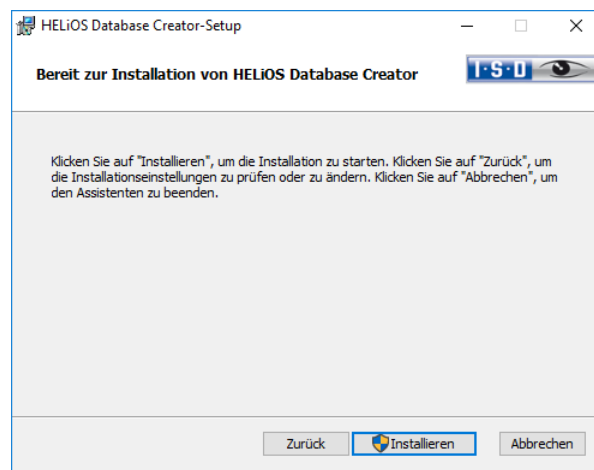 HELiOS Database Creator-Setup
Bereit zur Installation von HELiOS Database Creator
I·S·D
Klicken Sie auf "Installieren", um die Installation zu starten. Klicken Sie auf "Zurück", um
die Installationseinstellungen zu prüfen oder zu ändern. Klicken Sie auf "Abbrechen", um
den Assistenten zu beenden.
Zurück
Installieren
Abbrechen